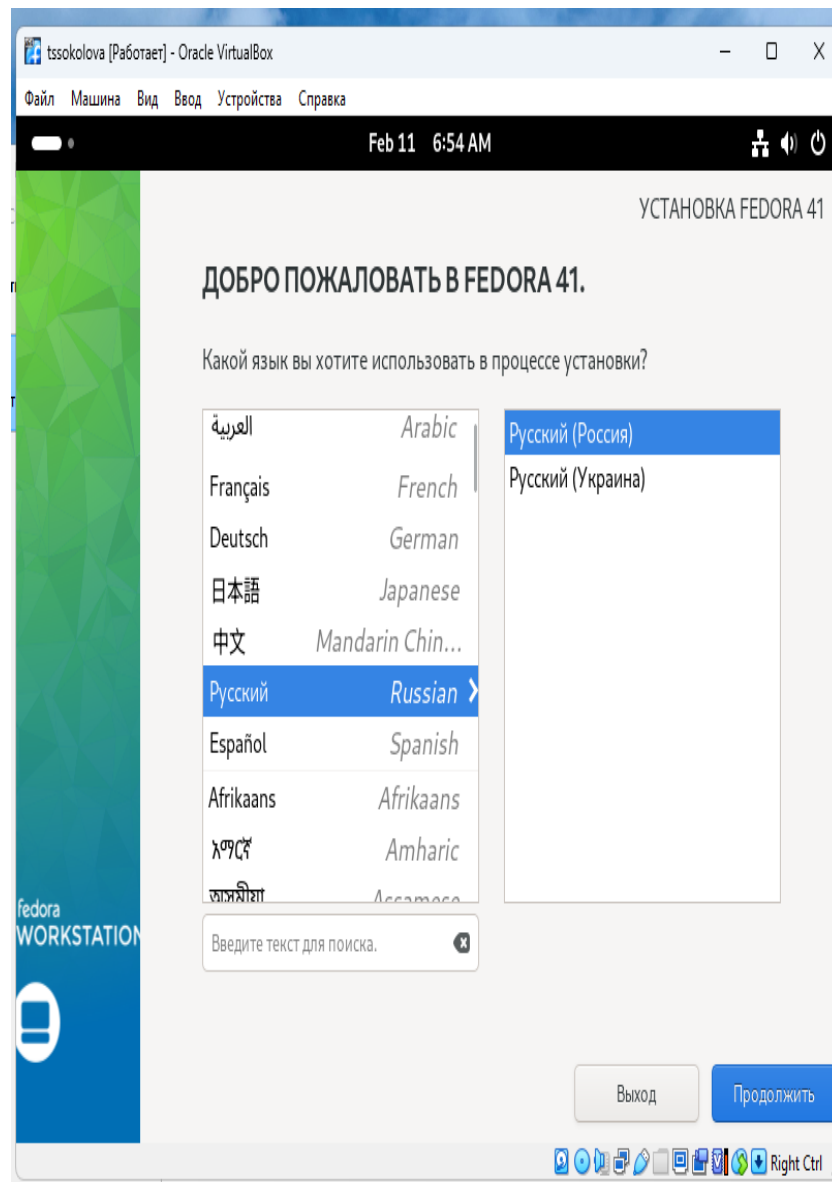 tssokolova [Работает] - Oracle VirtualBox
Файл Машина Вид Ввод Устройства Справка
Feb 11 6:54 AM
УСТАНОВКА FEDORA 41
ДОБРО ПОЖАЛОВАТЬ В FEDORA 41.
Какой язык вы хотите использовать в процессе установки?
العربية Arabic
Français French
Deutsch German
日本語 Japanese
中文 Mandarin Chin...
Русский Russian
Español Spanish
Afrikaans Afrikaans
አማርኛ Amharic
অসমীয়া Assamese
Русский (Россия)
Русский (Украина)
Введите текст для поиска.
fedora
WORKSTATION
Выход Продолжить
Right Ctrl